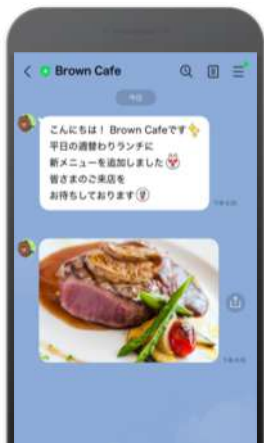 Brown Cafe
今日
こんにちは！ Brown Cafeです
平日の週替わりランチに
新メニューを追加しました
皆さまのご来店を
お待ちしております